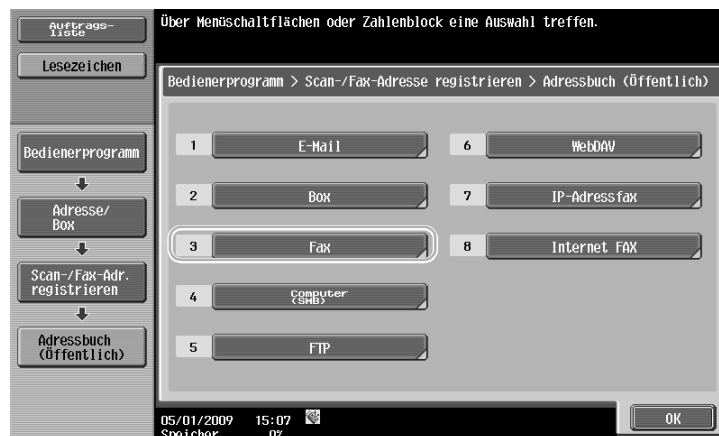 Auftrags-
liste
Lesezeichen
Bedienerprogramm
Adresse/
Box
Scan-/Fax-Adr.
registrieren
Adressbuch
(Öffentlich)
Über Menüschaltflächen oder Zahlenblock eine Auswahl treffen.
Bedienerprogramm > Scan-/Fax-Adresse registrieren > Adressbuch (Öffentlich)
1 E-Mail
2 Box
3 Fax
4 Computer
(SMB)
5 FTP
6 WebDAV
7 IP-Adressfax
8 Internet FAX
05/01/2009 15:07
Speicher 0%
OK